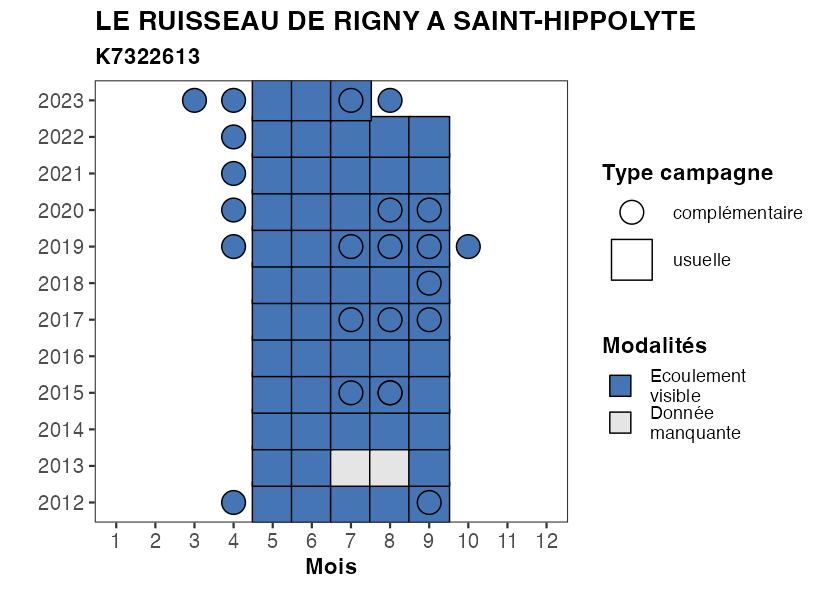 LE RUISSEAU DE RIGNY A SAINT-HIPPOLYTE
K7322613
2023
2022
2021
2020
2019
2018
2017
2016
2015
2014
2013
2012
1 2 3 4 5 6 7 8 9 10 11 12
Mois
Type campagne
complémentaire
usuelle
Modalités
Ecoulement
visible
Donnée
manquante